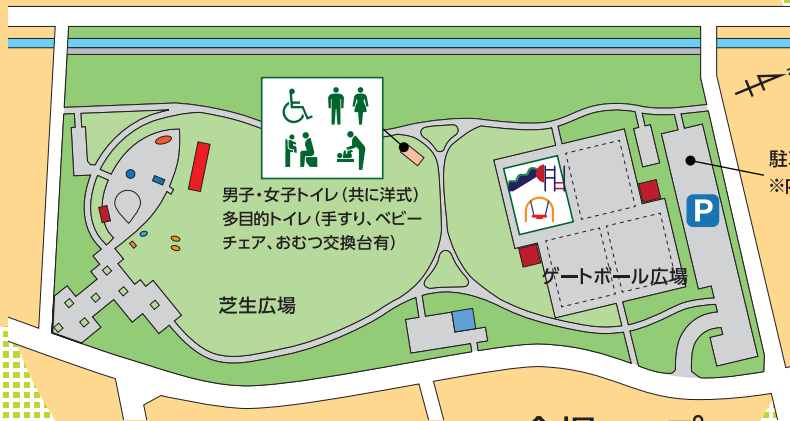 男子・女子トイレ（共に洋式）
多目的トイレ（手すり、ベビー
チェア、おむつ交換台有）
芝生広場
ゲートボール広場
P
駐
※